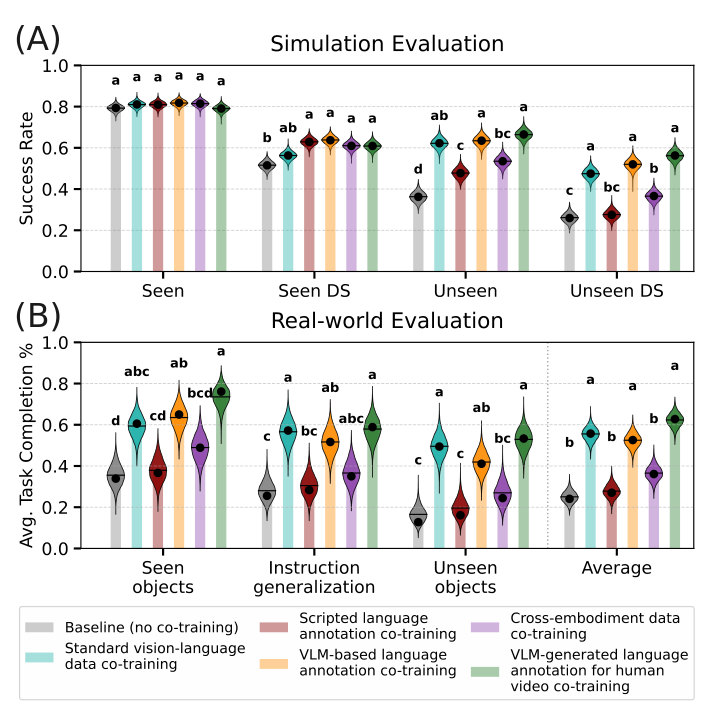 (A)
Simulation Evaluation
Success Rate
1.0
0.8
0.6
0.4
0.2
0.0
a a a a a a
b ab a a a a
d ab c a bc a
c a bc a b a
Seen Seen DS Unseen Unseen DS
(B)
Real-world Evaluation
Avg. Task Completion %
1.0
0.8
0.6
0.4
0.2
0.0
d abc cd ab bcd a
c a bc ab abc a
c a c ab bc a
b a b a b a
Seen objects
Instruction generalization
Unseen objects
Average
Baseline (no co-training)
Standard vision-language
data co-training
Scripted language
annotation co-training
VLM-based language
annotation co-training
Cross-embodiment data
co-training
VLM-generated language
annotation for human
video co-training